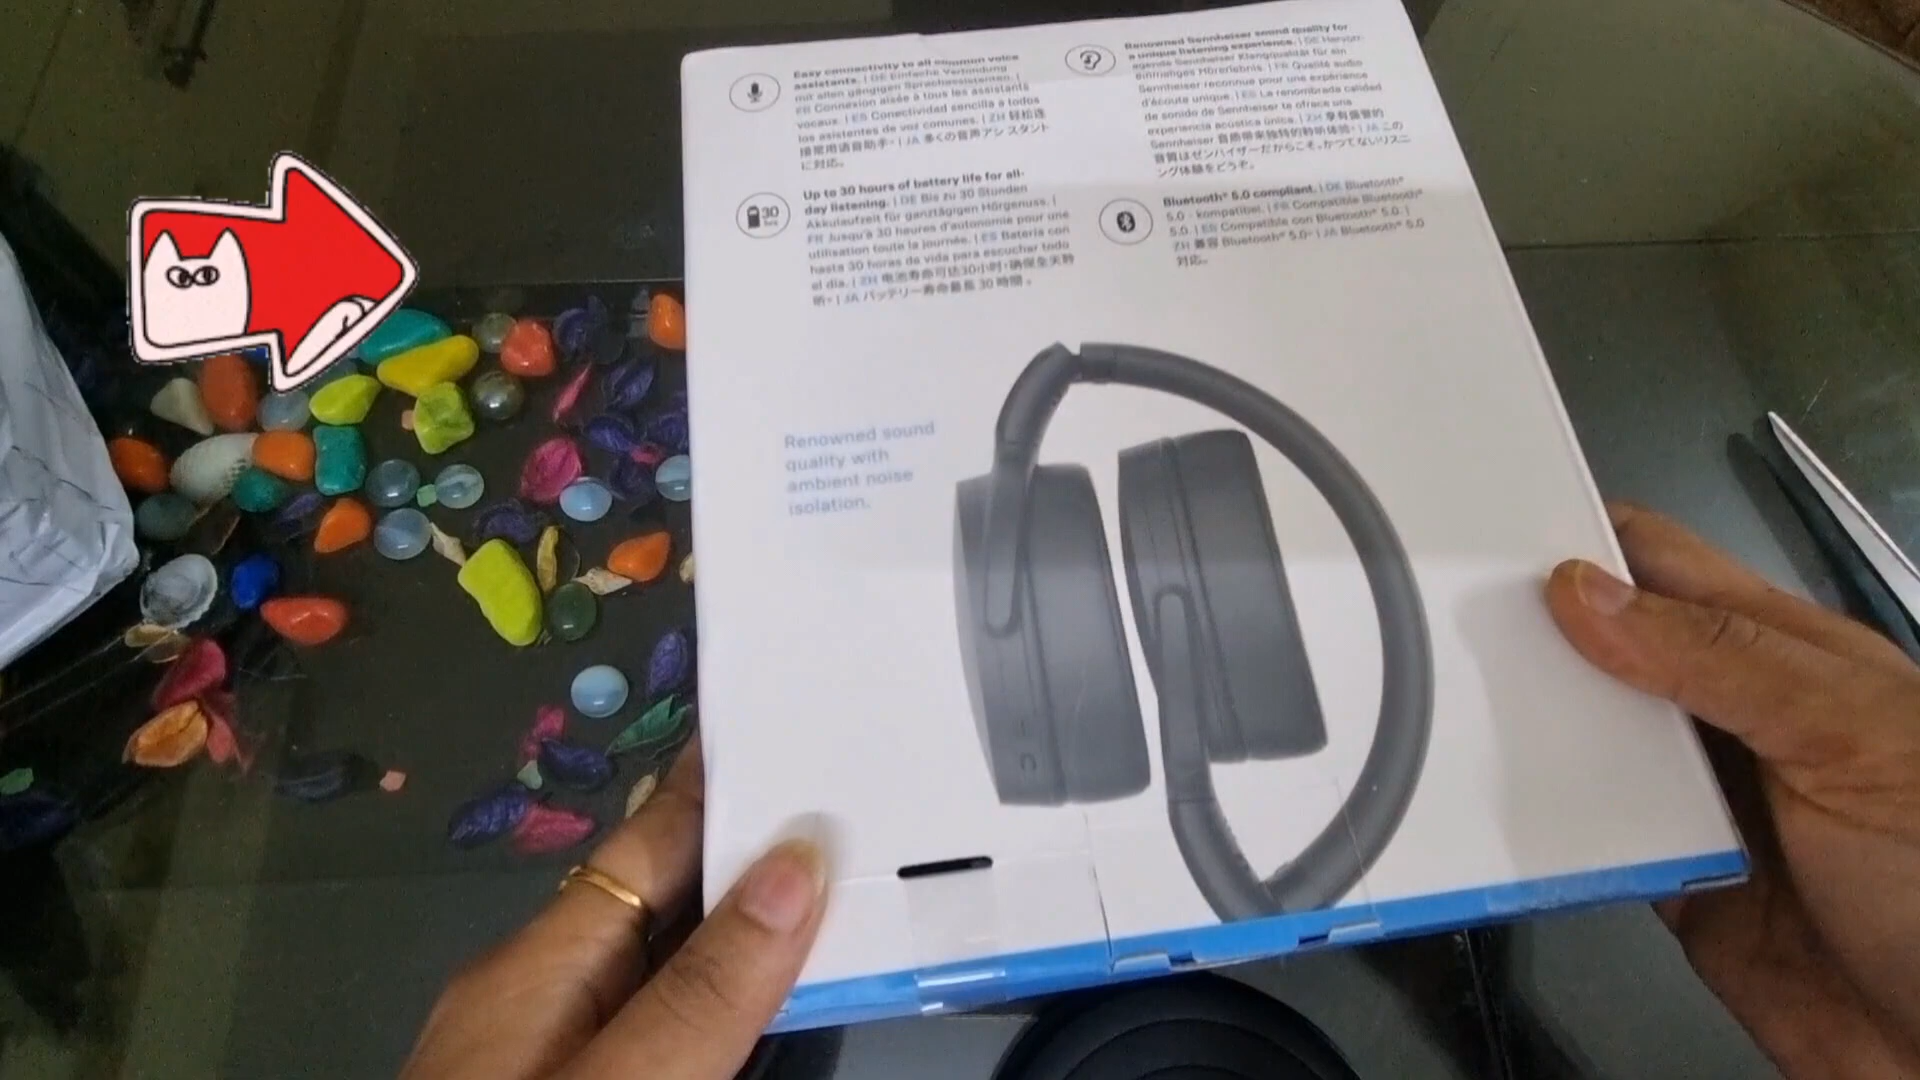 Easy connectivity to all common voice
assistants. | DE Einfache Verbindung
mit allen gängigen Sprachassistenten. |
FR Connexion aisée à tous les assistants
vocaux. | ES Conectividad sencilla a todos
los asistentes de voz comunes. | ZH 轻松连
接常用语音助手。 | JA 多くの音声アシスタント
に対応。
Renowned Sennheiser sound quality for
a unique listening experience. | DE Hervor-
agende Sennheiser Klangqualität für ein
einmaliges Hörerlebnis. | FR Qualité audio
Sennheiser reconnue pour une expérience
d'écoute unique. | ES La renombrada calidad
de sonido de Sennheiser te ofrece una
experiencia acústica única. | ZH 享有盛誉的
Sennheiser 音质带来独特的聆听体验。 | JA この
音質はゼンハイザーだからこそ。かつてないリスニ
ング体験をどうぞ。
30
hrs
Up to 30 hours of battery life for all-
day listening. | DE Bis zu 30 Stunden
Akkulaufzeit für ganztägigen Hörgenuss. |
FR Jusqu'à 30 heures d'autonomie pour une
utilisation toute la journée. | ES Batería con
hasta 30 horas de vida para escuchar todo
el día. | ZH 电池寿命可达30小时,确保全天聆
听。 | JA バッテリー寿命最長 30 時間。
Bluetooth® 5.0 compliant. | DE Bluetooth®
5.0 - kompatibel. | FR Compatible Bluetooth®
5.0. | ES Compatible con Bluetooth® 5.0. |
ZH 兼容 Bluetooth® 5.0。 | JA Bluetooth® 5.0
対応。
Renowned sound
quality with
ambient noise
isolation.